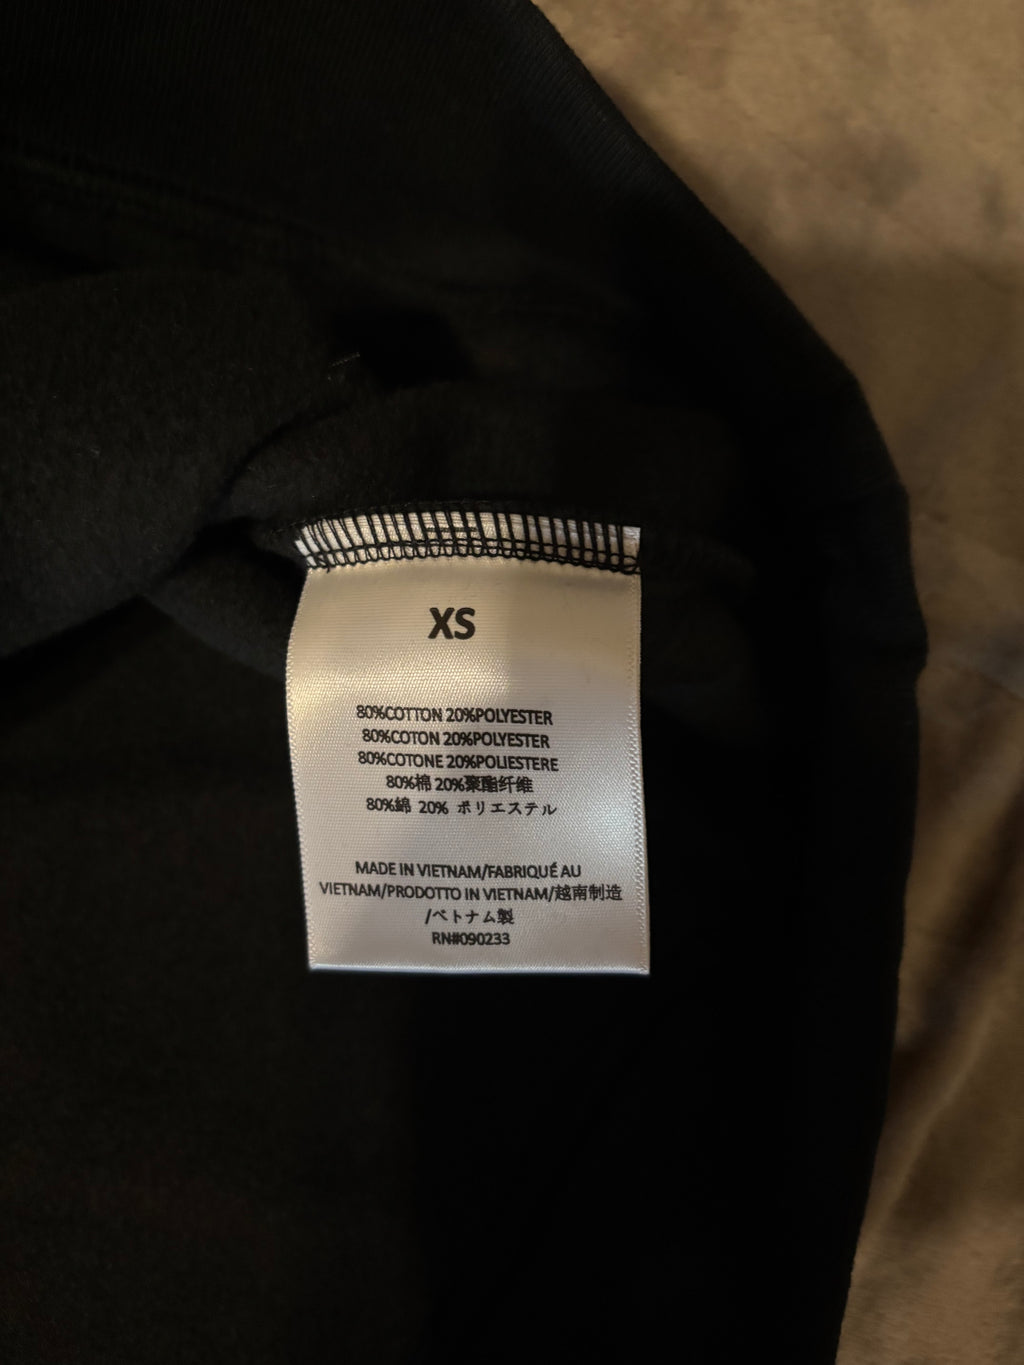 XS
80%COTTON 20%POLYESTER
80%COTON 20%POLYESTER
80%COTONE 20%POLIESTERE
80%棉 20%聚酯纤维
80%綿 20% ポリエステル
MADE IN VIETNAM/FABRIQUÉ AU
VIETNAM/PRODOTTO IN VIETNAM/越南制造
/ベトナム製
RN#090233